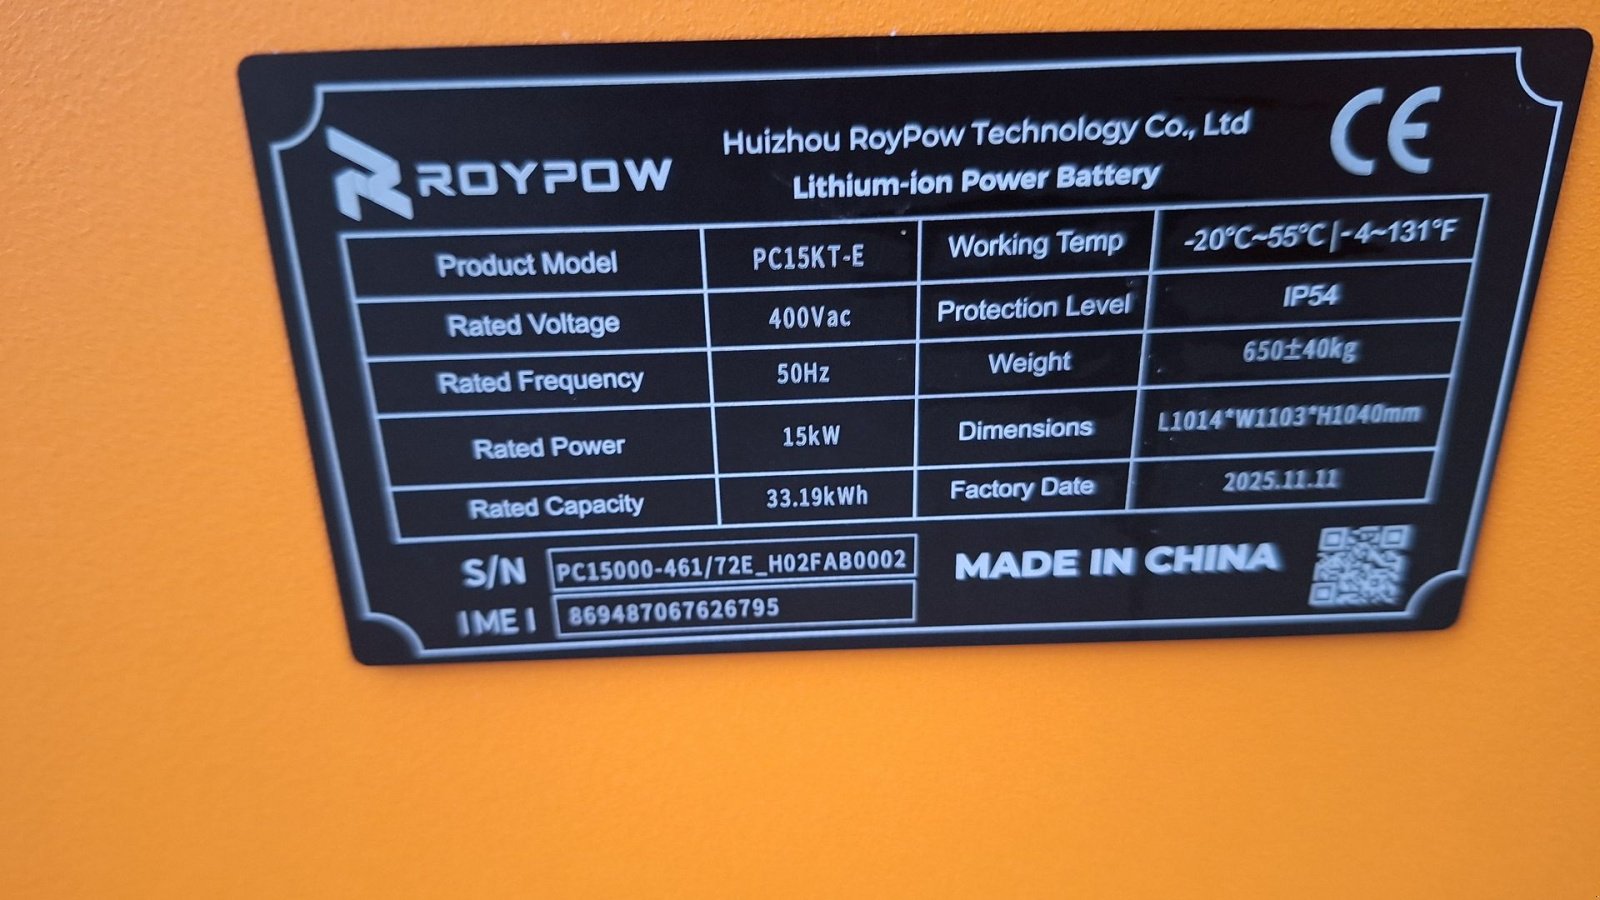 ROYPOW
Huizhou RoyPow Technology Co., Ltd
Lithium-ion Power Battery
CE
Product Model PC15KT-E Working Temp -20°C~55°C|-4~131°F
Rated Voltage 400Vac Protection Level IP54
Rated Frequency 50Hz Weight 650±40kg
Rated Power 15kW Dimensions L1014*W1103*H1040mm
Rated Capacity 33.19kWh Factory Date 2025.11.11
S/N PC15000-461/72E_H02FAB0002 MADE IN CHINA
IMEI 869487067626795